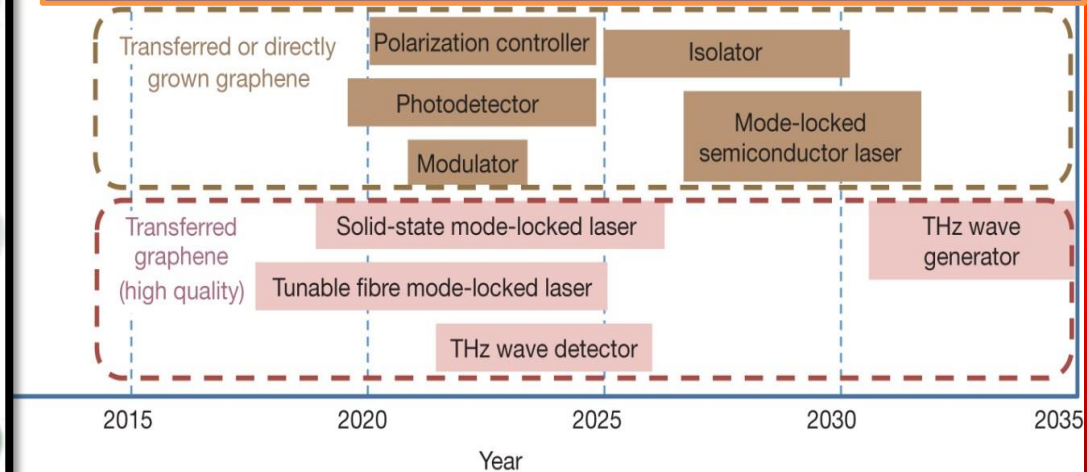 Transferred or directly
grown graphene
Polarization controller
Isolator
Photodetector
Mode-locked
semiconductor laser
Modulator
Transferred
graphene
(high quality)
Solid-state mode-locked laser
THz wave
generator
Tunable fibre mode-locked laser
THz wave detector
2015
2020
2025
2030
2035
Year